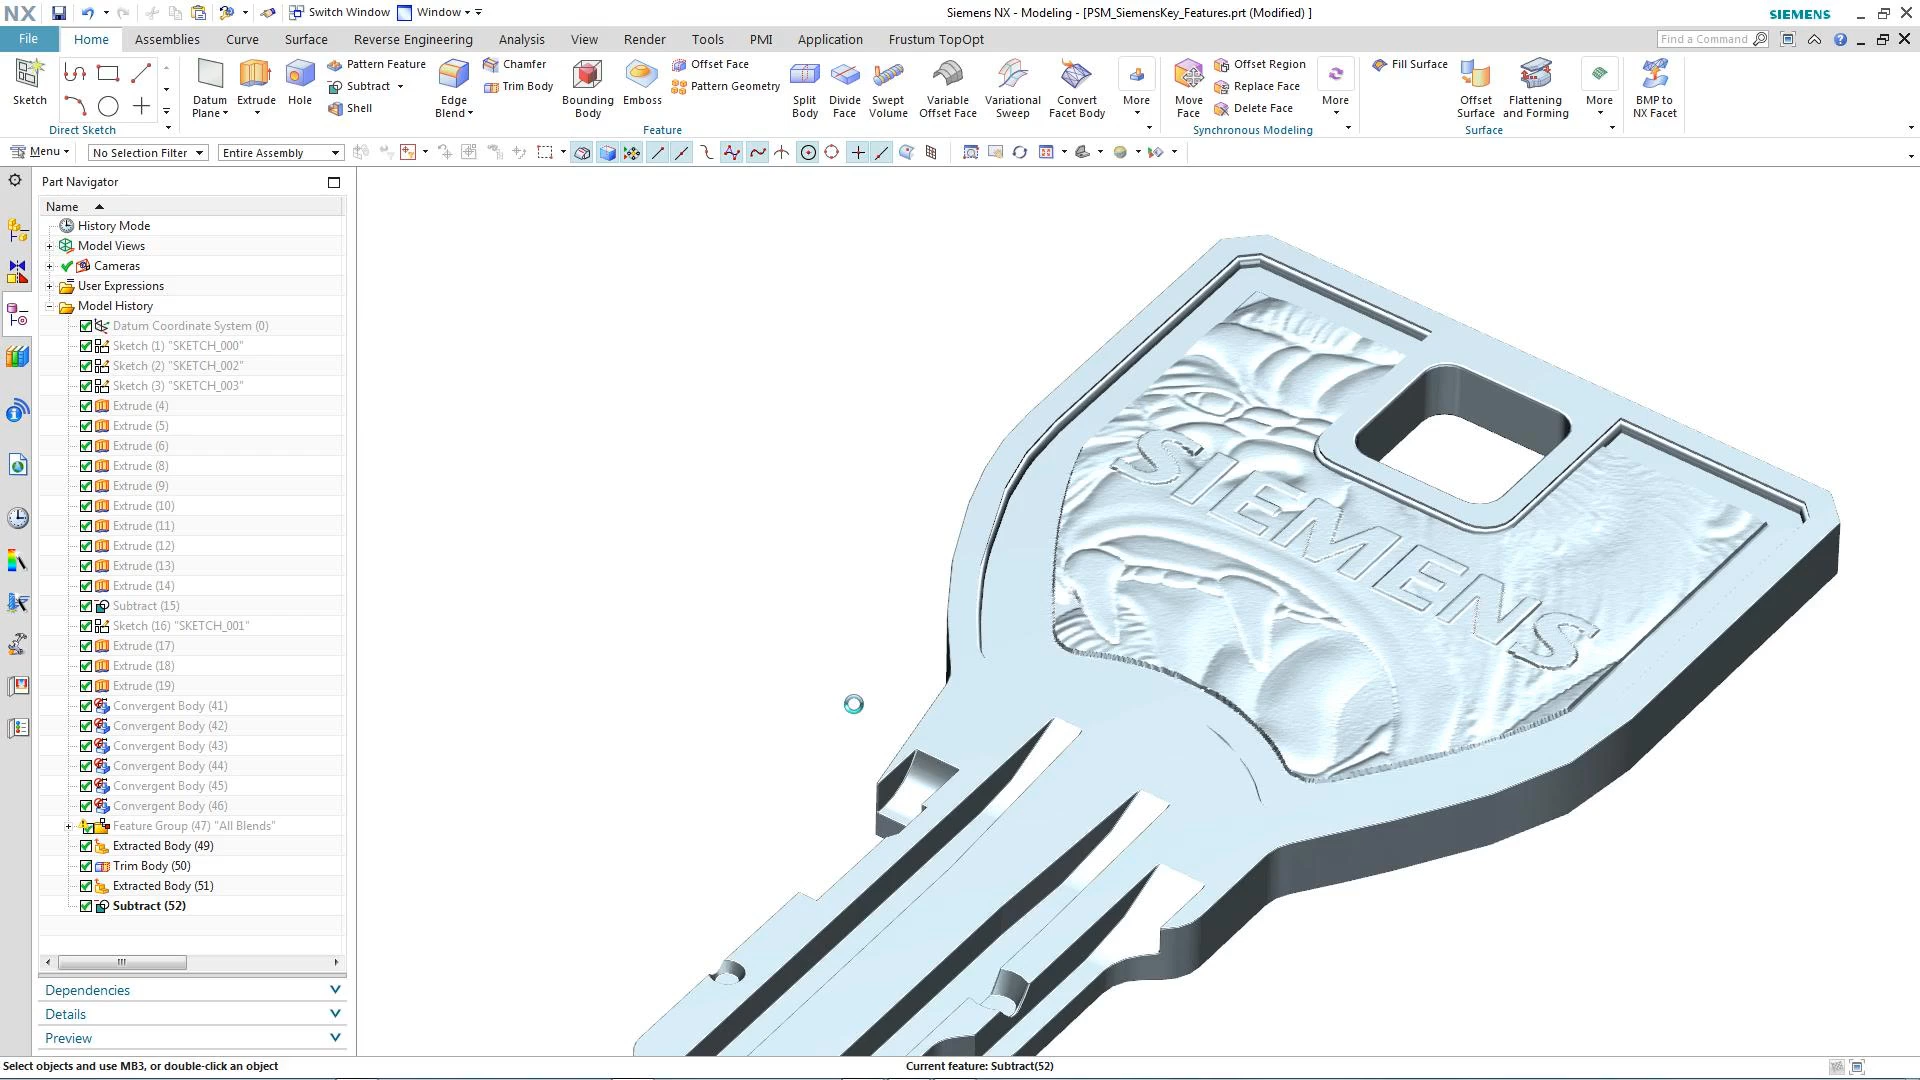 NX
Switch Window
Window
Siemens NX - Modeling - [PSM_SiemensKey_Features.prt (Modified) ]
SIEMENS
File
Home
Assemblies
Curve
Surface
Reverse Engineering
Analysis
View
Render
Tools
PMI
Application
Frustum TopOpt
Find a Command
Sketch
Direct Sketch
Datum
Plane
Extrude
Hole
Pattern Feature
Subtract
Shell
Edge
Blend
Chamfer
Trim Body
Bounding
Body
Emboss
Offset Face
Pattern Geometry
Split
Body
Divide
Face
Swept
Volume
Variable
Offset Face
Variational
Sweep
Convert
Facet Body
More
Feature
Move
Face
Offset Region
Replace Face
Delete Face
More
Synchronous Modeling
Fill Surface
Offset
Surface
Flattening
and Forming
More
Surface
BMP to
NX Facet
Menu
No Selection Filter
Entire Assembly
Part Navigator
Name
History Mode
Model Views
Cameras
User Expressions
Model History
Datum Coordinate System (0)
Sketch (1) "SKETCH_000"
Sketch (2) "SKETCH_002"
Sketch (3) "SKETCH_003"
Extrude (4)
Extrude (5)
Extrude (6)
Extrude (8)
Extrude (9)
Extrude (10)
Extrude (11)
Extrude (12)
Extrude (13)
Extrude (14)
Subtract (15)
Sketch (16) "SKETCH_001"
Extrude (17)
Extrude (18)
Extrude (19)
Convergent Body (41)
Convergent Body (42)
Convergent Body (43)
Convergent Body (44)
Convergent Body (45)
Convergent Body (46)
Feature Group (47) "All Blends"
Extracted Body (49)
Trim Body (50)
Extracted Body (51)
Subtract (52)
Dependencies
Details
Preview
SIEMENS
Select objects and use MB3, or double-click an object
Current feature: Subtract(52)